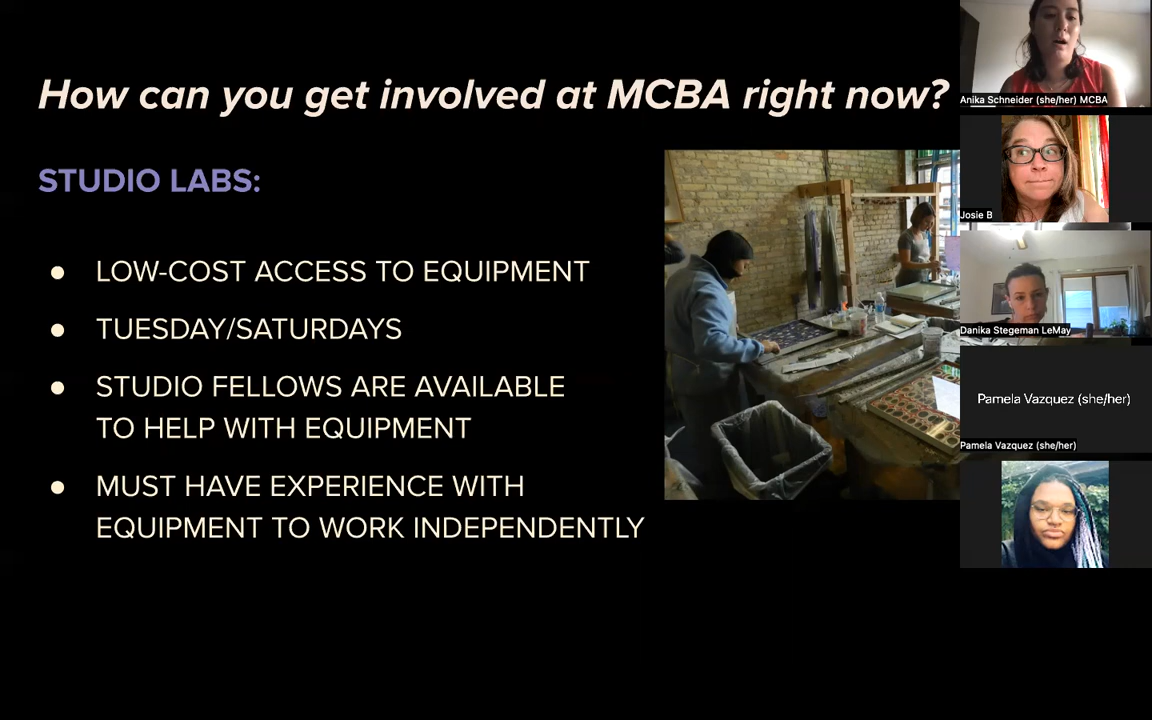 How can you get involved at MCBA right now?
STUDIO LABS:
● LOW-COST ACCESS TO EQUIPMENT
● TUESDAY/SATURDAYS
● STUDIO FELLOWS ARE AVAILABLE
TO HELP WITH EQUIPMENT
● MUST HAVE EXPERIENCE WITH
EQUIPMENT TO WORK INDEPENDENTLY
Anika Schneider (she/her) MCBA
Josie B
Danika Stegeman LeMay
Pamela Vazquez (she/her)
Pamela Vazquez (she/her)